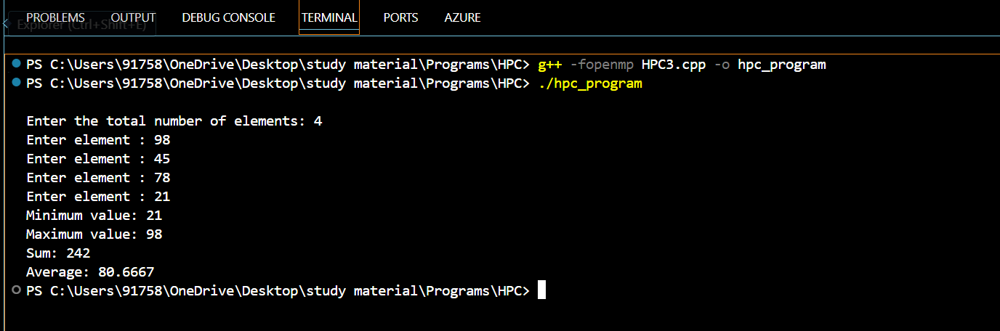 PROBLEMS OUTPUT DEBUG CONSOLE TERMINAL PORTS AZURE
Explorer (Ctrl+Shift+E)
PS C:\Users\91758\OneDrive\Desktop\study material\Programs\HPC> g++ -fopenmp HPC3.cpp -o hpc_program
PS C:\Users\91758\OneDrive\Desktop\study material\Programs\HPC> ./hpc_program
Enter the total number of elements: 4
Enter element : 98
Enter element : 45
Enter element : 78
Enter element : 21
Minimum value: 21
Maximum value: 98
Sum: 242
Average: 80.6667
PS C:\Users\91758\OneDrive\Desktop\study material\Programs\HPC>